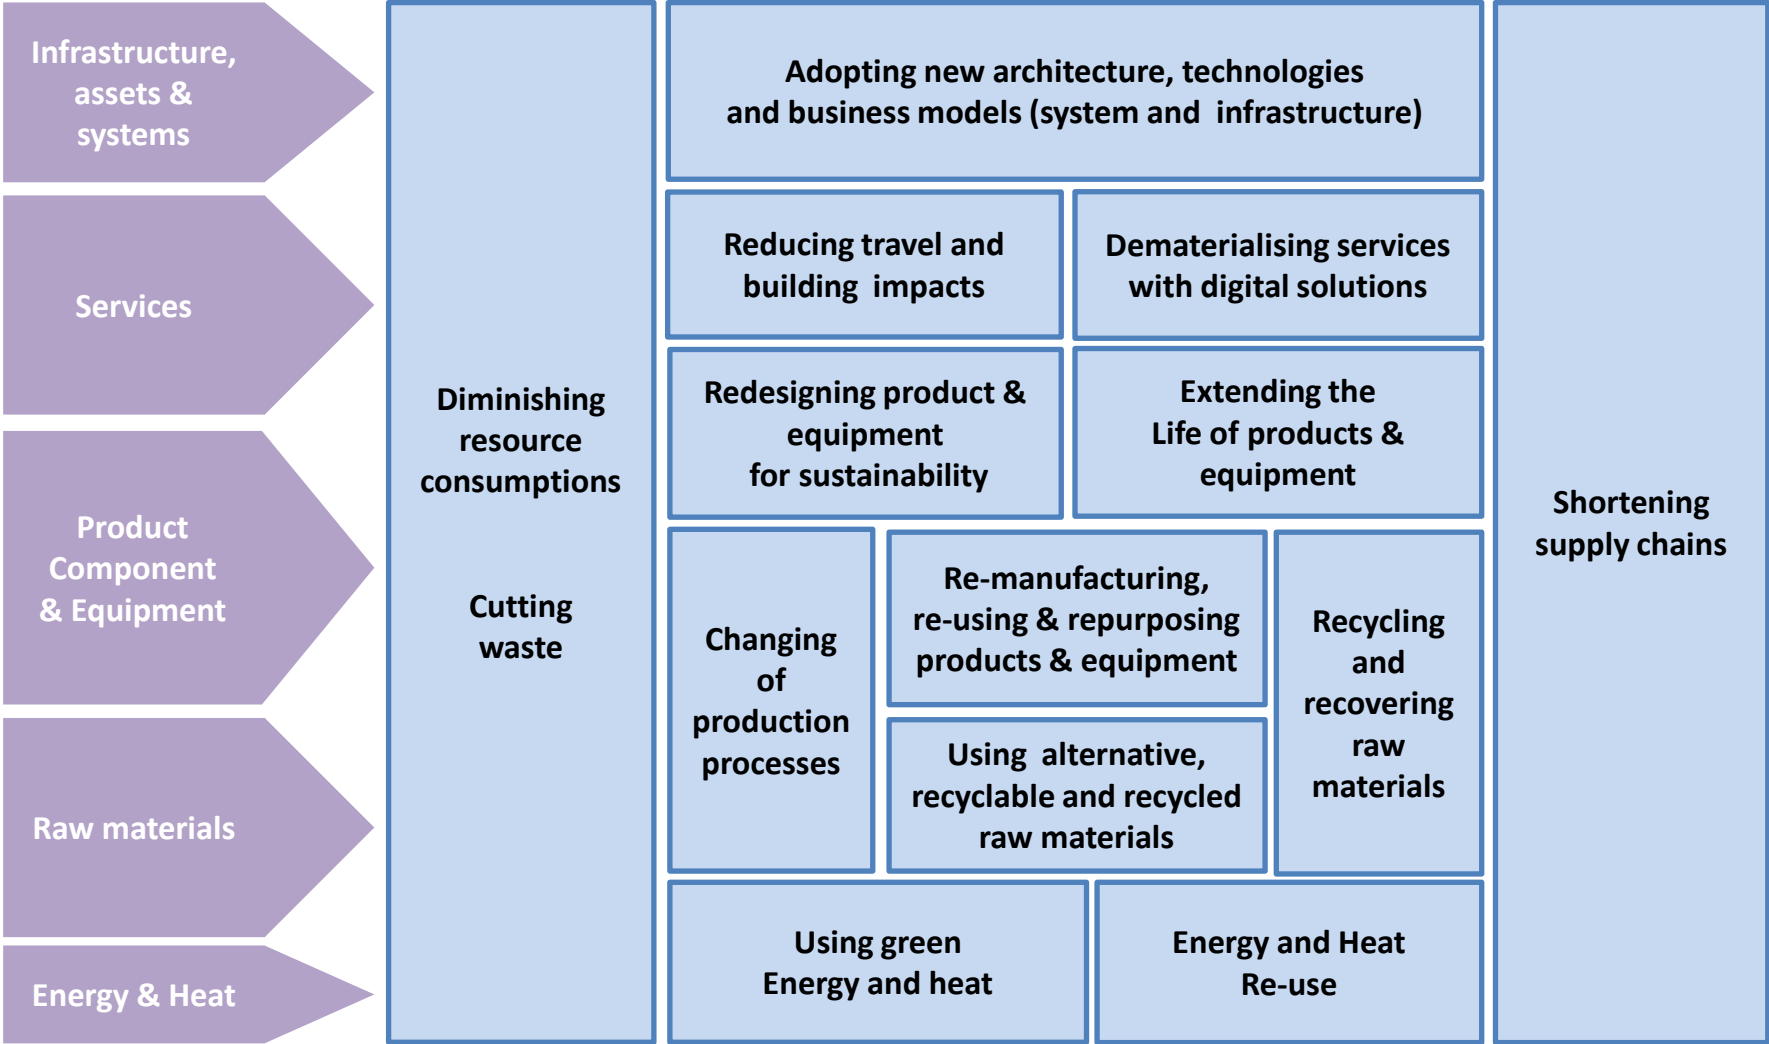 Infrastructure,
assets &
systems
Services
Product
Component
& Equipment
Raw materials
Energy & Heat
Diminishing
resource
consumptions
Cutting
waste
Adopting new architecture, technologies
and business models (system and infrastructure)
Reducing travel and
building impacts
Dematerialising services
with digital solutions
Redesigning product &
equipment
for sustainability
Extending the
Life of products &
equipment
Changing
of
production
processes
Re-manufacturing,
re-using & repurposing
products & equipment
Using alternative,
recyclable and recycled
raw materials
Recycling
and
recovering
raw
materials
Using green
Energy and heat
Energy and Heat
Re-use
Shortening
supply chains